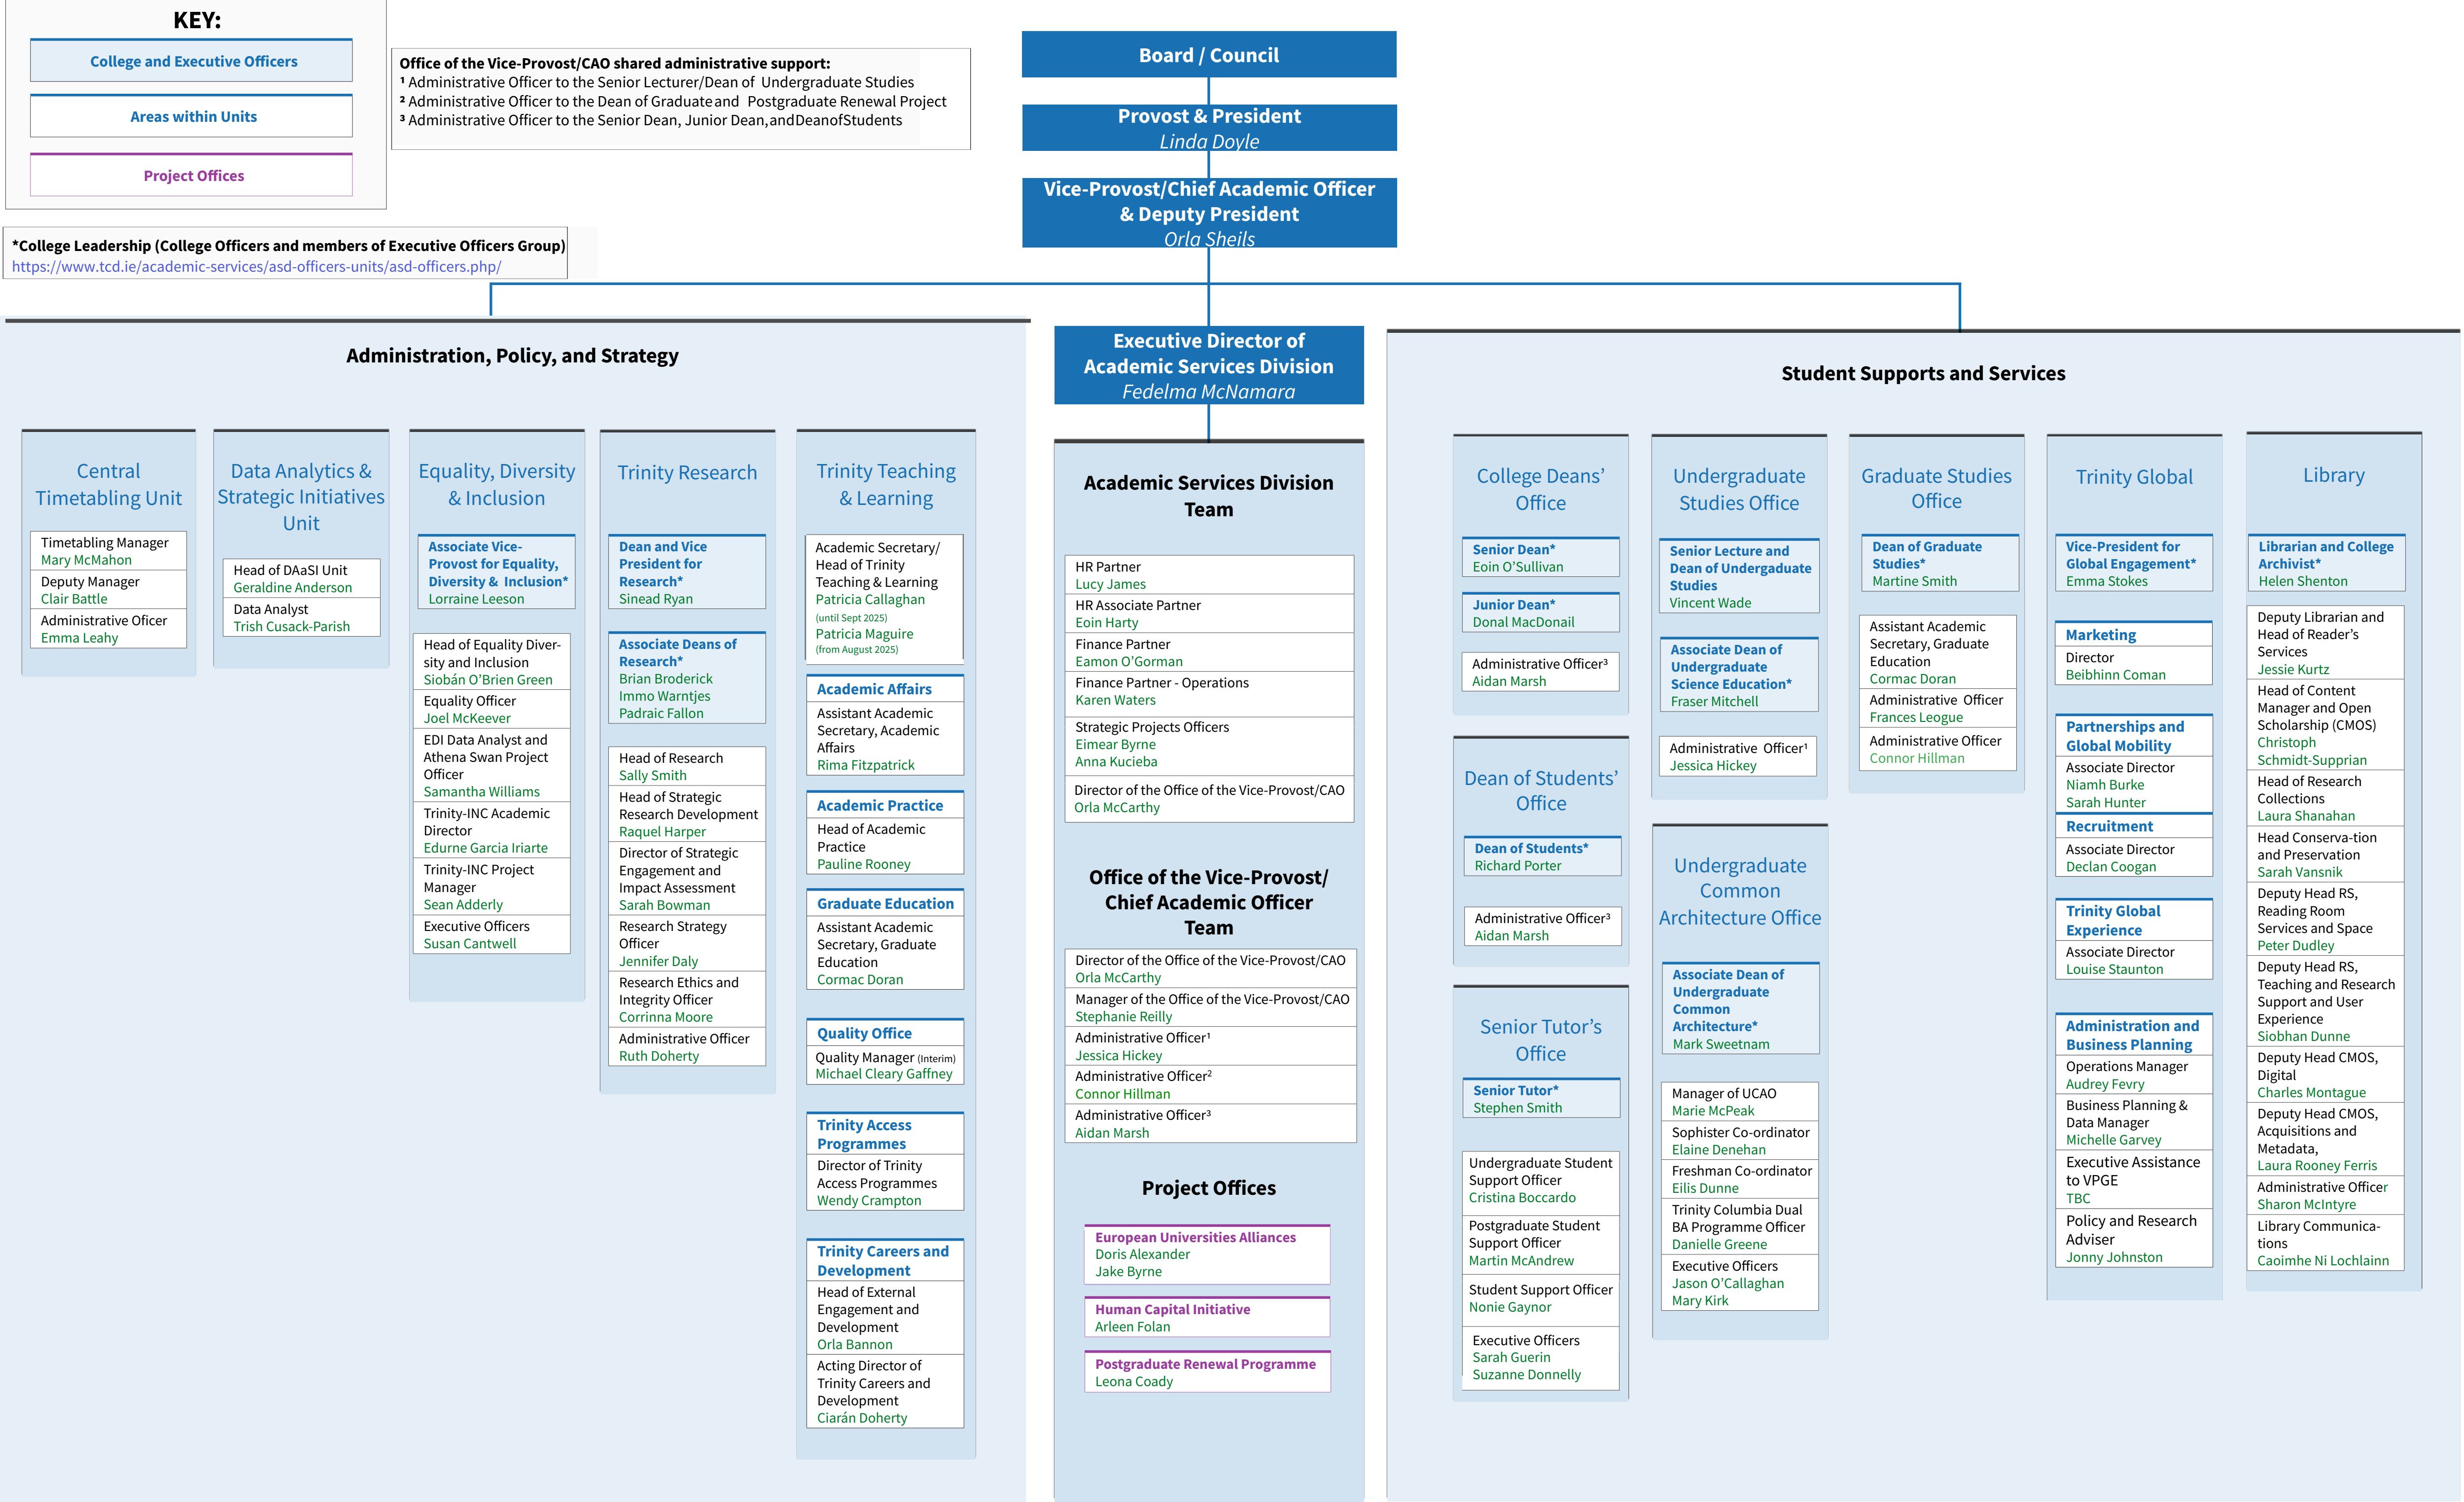 KEY:
College and Executive Officers
Areas within Units
Project Offices
Office of the Vice-Provost/CAO shared administrative support:
¹ Administrative Officer to the Senior Lecturer/Dean of Undergraduate Studies
² Administrative Officer to the Dean of Graduate and Postgraduate Renewal Project
³ Administrative Officer to the Senior Dean, Junior Dean, and Dean of Students
*College Leadership (College Officers and members of Executive Officers Group)
https://www.tcd.ie/academic-services/asd-officers-units/asd-officers.php/
Board / Council
Provost & President
Linda Doyle
Vice-Provost/Chief Academic Officer
& Deputy President
Orla Sheils
Administration, Policy, and Strategy
Central
Timetabling Unit
Timetabling Manager
Mary McMahon
Deputy Manager
Clair Battle
Administrative Oficer
Emma Leahy
Data Analytics &
Strategic Initiatives
Unit
Head of DAaSI Unit
Geraldine Anderson
Data Analyst
Trish Cusack-Parish
Equality, Diversity
& Inclusion
Associate Vice-
Provost for Equality,
Diversity & Inclusion*
Lorraine Leeson
Head of Equality Diver-
sity and Inclusion
Siobán O'Brien Green
Equality Officer
Joel McKeever
EDI Data Analyst and
Athena Swan Project
Officer
Samantha Williams
Trinity-INC Academic
Director
Edurne Garcia Iriarte
Trinity-INC Project
Manager
Sean Adderly
Executive Officers
Susan Cantwell
Trinity Research
Dean and Vice
President for
Research*
Sinead Ryan
Associate Deans of
Research*
Brian Broderick
Immo Warntjes
Padraic Fallon
Head of Research
Sally Smith
Head of Strategic
Research Development
Raquel Harper
Director of Strategic
Engagement and
Impact Assessment
Sarah Bowman
Research Strategy
Officer
Jennifer Daly
Research Ethics and
Integrity Officer
Corrinna Moore
Administrative Officer
Ruth Doherty
Trinity Teaching
& Learning
Academic Secretary/
Head of Trinity
Teaching & Learning
Patricia Callaghan
(until Sept 2025)
Patricia Maguire
(from August 2025)
Academic Affairs
Assistant Academic
Secretary, Academic
Affairs
Rima Fitzpatrick
Academic Practice
Head of Academic
Practice
Pauline Rooney
Graduate Education
Assistant Academic
Secretary, Graduate
Education
Cormac Doran
Quality Office
Quality Manager (Interim)
Michael Cleary Gaffney
Trinity Access
Programmes
Director of Trinity
Access Programmes
Wendy Crampton
Trinity Careers and
Development
Head of External
Engagement and
Development
Orla Bannon
Acting Director of
Trinity Careers and
Development
Ciarán Doherty
Executive Director of
Academic Services Division
Fedelma McNamara
Academic Services Division
Team
HR Partner
Lucy James
HR Associate Partner
Eoin Harty
Finance Partner
Eamon O'Gorman
Finance Partner - Operations
Karen Waters
Strategic Projects Officers
Eimear Byrne
Anna Kucieba
Director of the Office of the Vice-Provost/CAO
Orla McCarthy
Office of the Vice-Provost/
Chief Academic Officer
Team
Director of the Office of the Vice-Provost/CAO
Orla McCarthy
Manager of the Office of the Vice-Provost/CAO
Stephanie Reilly
Administrative Officer¹
Jessica Hickey
Administrative Officer²
Connor Hillman
Administrative Officer³
Aidan Marsh
Project Offices
European Universities Alliances
Doris Alexander
Jake Byrne
Human Capital Initiative
Arleen Folan
Postgraduate Renewal Programme
Leona Coady
Student Supports and Services
College Deans'
Office
Senior Dean*
Eoin O'Sullivan
Junior Dean*
Donal MacDonail
Administrative Officer³
Aidan Marsh
Dean of Students'
Office
Dean of Students*
Richard Porter
Administrative Officer³
Aidan Marsh
Senior Tutor's
Office
Senior Tutor*
Stephen Smith
Undergraduate Student
Support Officer
Cristina Boccardo
Postgraduate Student
Support Officer
Martin McAndrew
Student Support Officer
Nonie Gaynor
Executive Officers
Sarah Guerin
Suzanne Donnelly
Undergraduate
Studies Office
Senior Lecture and
Dean of Undergaduate
Studies
Vincent Wade
Associate Dean of
Undergraduate
Science Education*
Fraser Mitchell
Administrative Officer¹
Jessica Hickey
Undergraduate
Common
Architecture Office
Associate Dean of
Undergraduate
Common
Architecture*
Mark Sweetnam
Manager of UCAO
Marie McPeak
Sophister Co-ordinator
Elaine Denehan
Freshman Co-ordinator
Eilis Dunne
Trinity Columbia Dual
BA Programme Officer
Danielle Greene
Executive Officers
Jason O'Callaghan
Mary Kirk
Graduate Studies
Office
Dean of Graduate
Studies*
Martine Smith
Assistant Academic
Secretary, Graduate
Education
Cormac Doran
Administrative Officer
Frances Leogue
Administrative Officer
Connor Hillman
Trinity Global
Vice-President for
Global Engagement*
Emma Stokes
Marketing
Director
Beibhinn Coman
Partnerships and
Global Mobility
Associate Director
Niamh Burke
Sarah Hunter
Recruitment
Associate Director
Declan Coogan
Trinity Global
Experience
Associate Director
Louise Staunton
Administration and
Business Planning
Operations Manager
Audrey Fevry
Business Planning &
Data Manager
Michelle Garvey
Executive Assistance
to VPGE
TBC
Policy and Research
Adviser
Jonny Johnston
Library
Librarian and College
Archivist*
Helen Shenton
Deputy Librarian and
Head of Reader's
Services
Jessie Kurtz
Head of Content
Manager and Open
Scholarship (CMOS)
Christoph
Schmidt-Supprian
Head of Research
Collections
Laura Shanahan
Head Conserva-tion
and Preservation
Sarah Vansnik
Deputy Head RS,
Reading Room
Services and Space
Peter Dudley
Deputy Head RS,
Teaching and Research
Support and User
Experience
Siobhan Dunne
Deputy Head CMOS,
Digital
Charles Montague
Deputy Head CMOS,
Acquisitions and
Metadata,
Laura Rooney Ferris
Administrative Officer
Sharon McIntyre
Library Communica-
tions
Caoimhe Ni Lochlainn